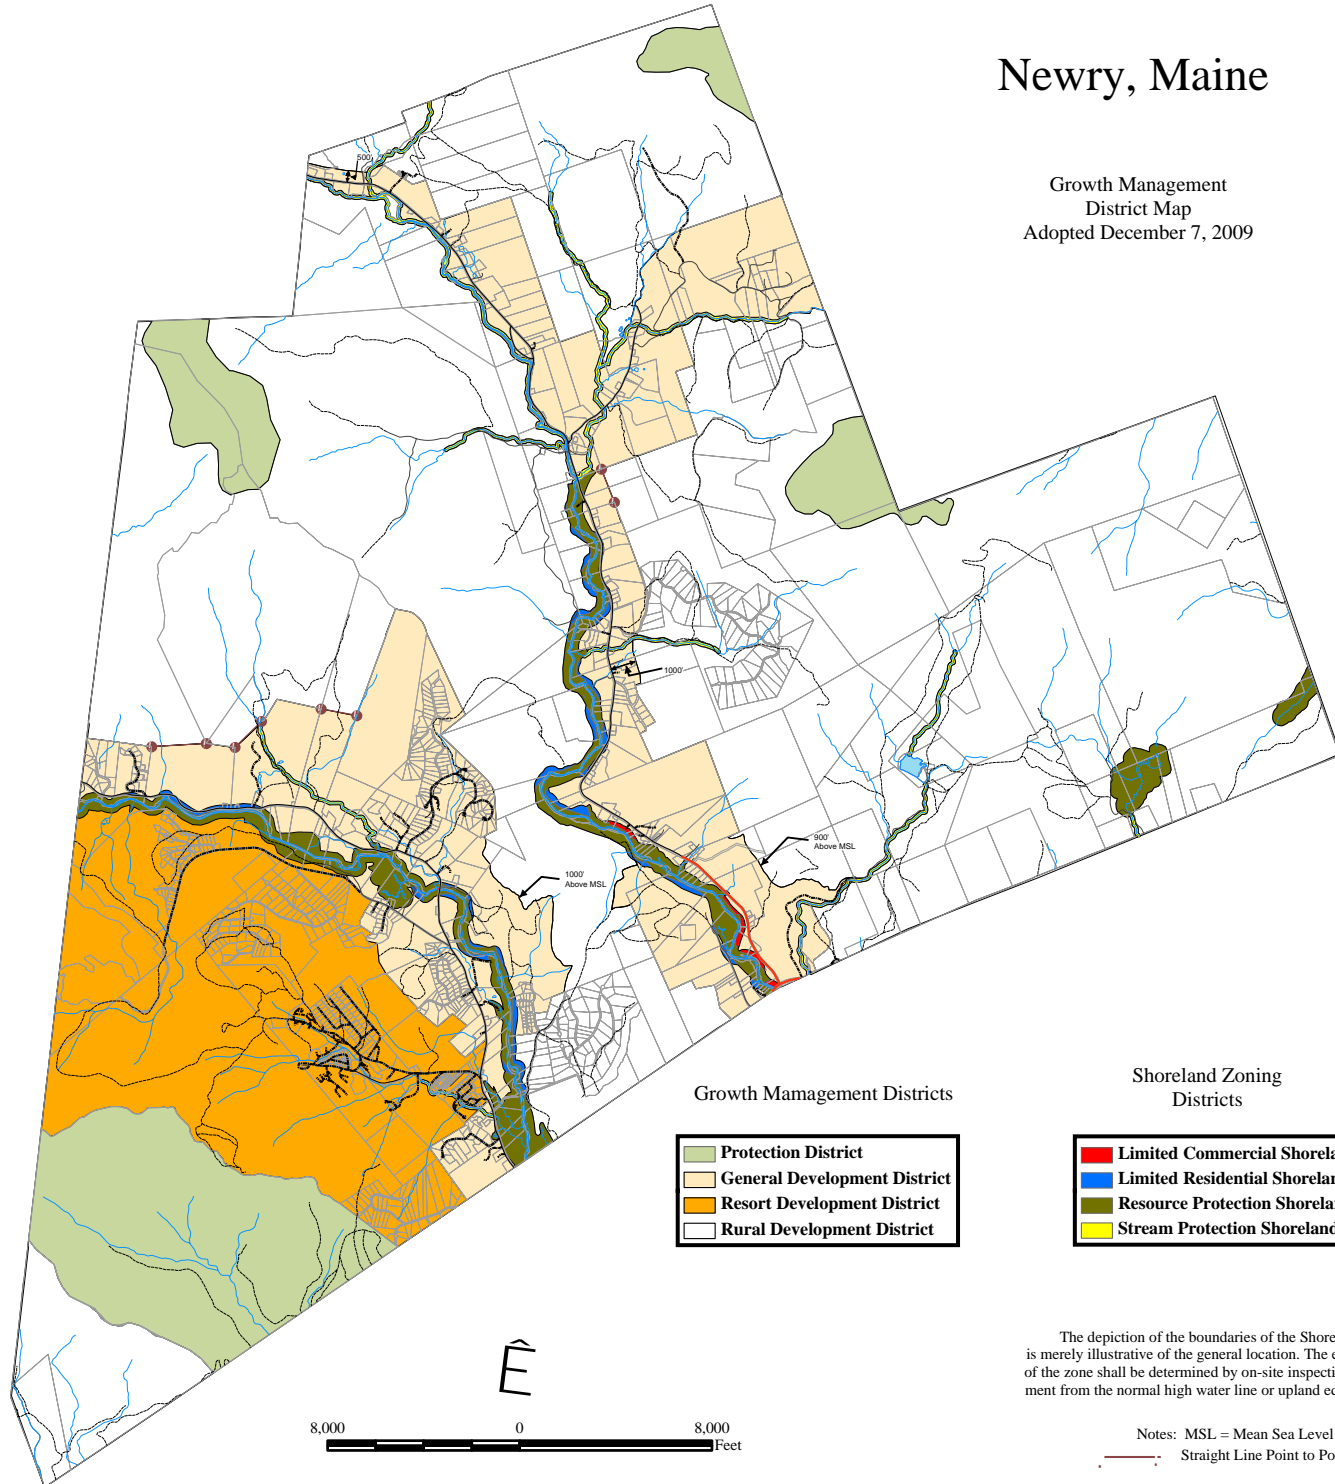 Newry, Maine
Growth Management
District Map
Adopted December 7, 2009
500'
1000'
900'
Above MSL
1000'
Above MSL
Growth Mamagement Districts
Protection District
General Development District
Resort Development District
Rural Development District
Shoreland Zoning
Districts
Limited Commercial Shorela
Limited Residential Shorelan
Resource Protection Shorelan
Stream Protection Shoreland
The depiction of the boundaries of the Shore
is merely illustrative of the general location. The e
of the zone shall be determined by on-site inspecti
ment from the normal high water line or upland ed
Ê
8,000 0 8,000
Feet
Notes: MSL = Mean Sea Level
Straight Line Point to Po